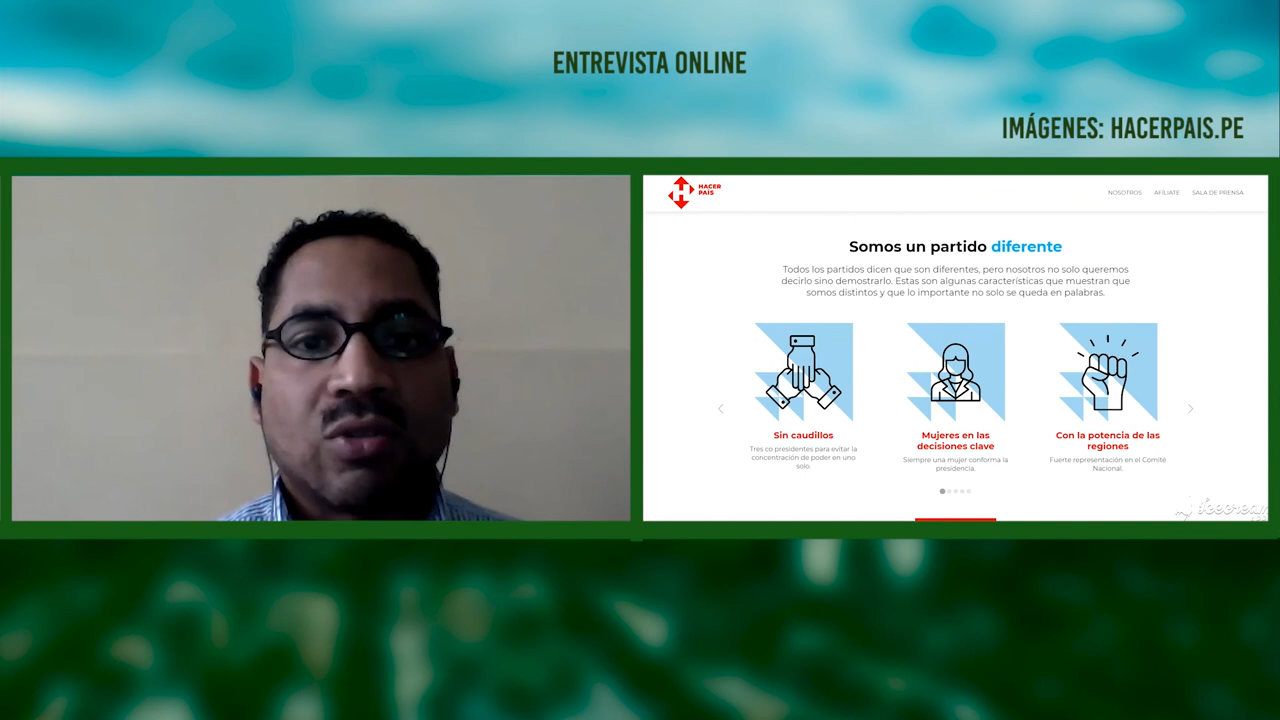 ENTREVISTA ONLINE
IMÁGENES: HACERPAIS.PE
HACER
PAÍS
NOSOTROS AFÍLIATE SALA DE PRENSA
Somos un partido diferente
Todos los partidos dicen que son diferentes, pero nosotros no solo queremos
decirlo sino demostrarlo. Estas son algunas características que muestran que
somos distintos y que lo importante no solo se queda en palabras.
Sin caudillos
Tres co presidentes para evitar la
concentración de poder en uno
solo.
Mujeres en las
decisiones clave
Siempre una mujer conforma la
presidencia.
Con la potencia de las
regiones
Fuerte representación en el Comité
Nacional.